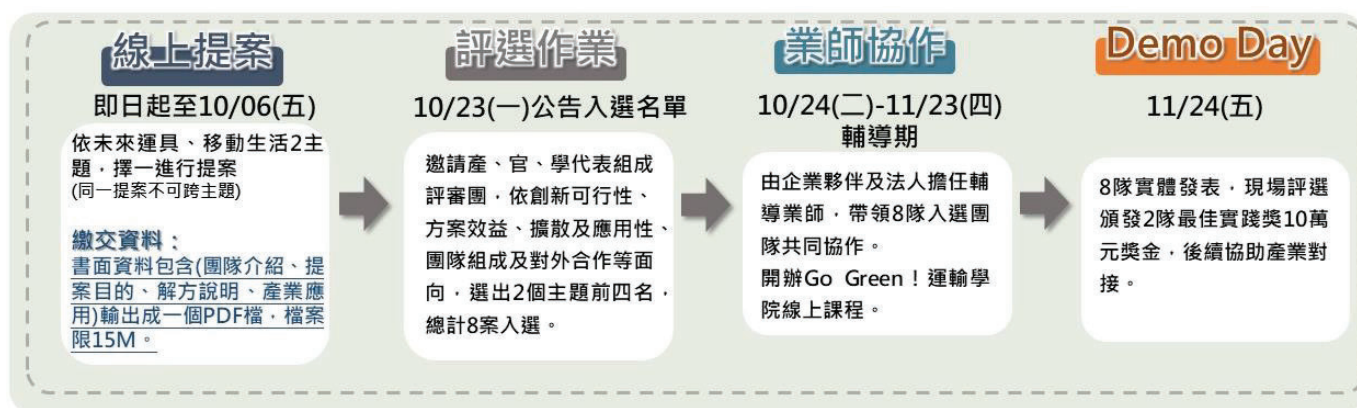 線上提案
即日起至10/06(五)
依未來運具、移動生活2主
題，擇一進行提案
(同一提案不可跨主題)
繳交資料：
書面資料包含(團隊介紹、提
案目的、解方說明、產業應
用)輸出成一個PDF檔，檔案
限15M。
評選作業
10/23(一)公告入選名單
邀請產、官、學代表組成
評審團，依創新可行性、
方案效益、擴散及應用性、
團隊組成及對外合作等面
向，選出2個主題前四名，
總計8案入選。
業師協作
10/24(二)-11/23(四)
輔導期
由企業夥伴及法人擔任輔
導業師，帶領8隊入選團
隊共同協作。
開辦Go Green！運輸學
院線上課程。
Demo Day
11/24(五)
8隊實體發表，現場評選
頒發2隊最佳實踐獎10萬
元獎金，後續協助產業對
接。